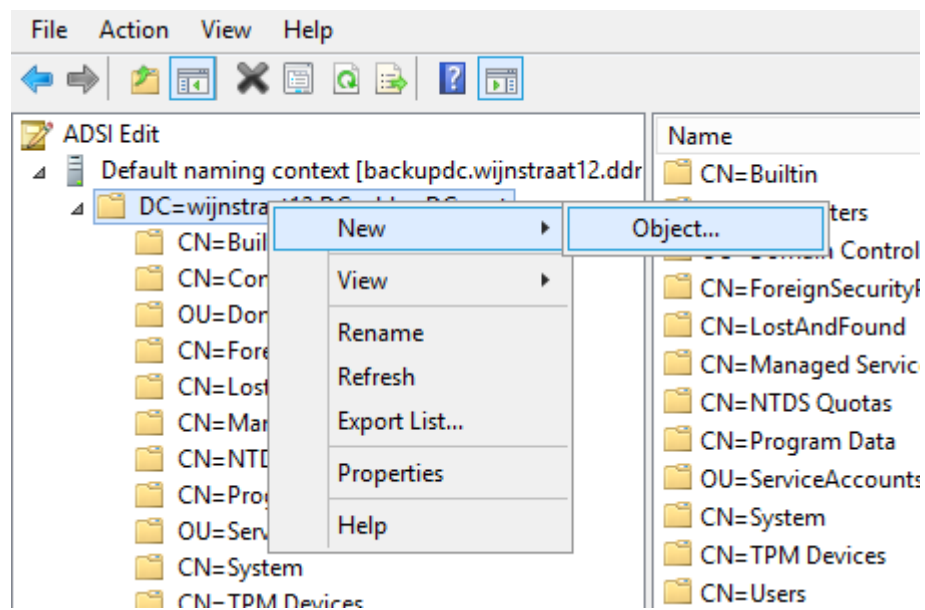 File Action View Help
ADSI Edit
Default naming context [backupdc.wijnstraat12.ddr
DC=wijnstra
CN=Buil
CN=Cor
OU=Dor
CN=Fore
CN=Lost
CN=Mar
CN=NTD
CN=Prog
OU=Serv
CN=System
CN=TPM Devices
New
View
Rename
Refresh
Export List...
Properties
Help
Object...
Name
CN=Builtin
ters
Domain Control
CN=ForeignSecurityP
CN=LostAndFound
CN=Managed Servic
CN=NTDS Quotas
CN=Program Data
OU=ServiceAccounts
CN=System
CN=TPM Devices
CN=Users